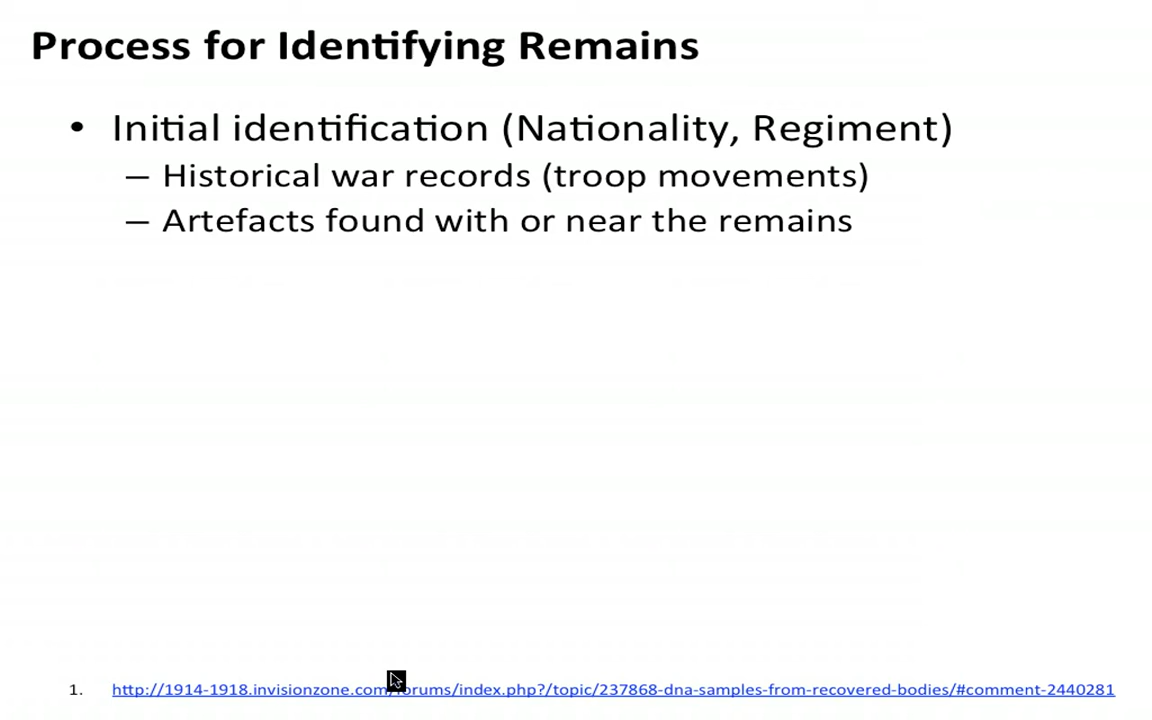 Process for Identifying Remains
• Initial identification (Nationality, Regiment)
– Historical war records (troop movements)
– Artefacts found with or near the remains
1. http://1914-1918.invisionzone.com/forums/index.php?/topic/237868-dna-samples-from-recovered-bodies/#comment-2440281